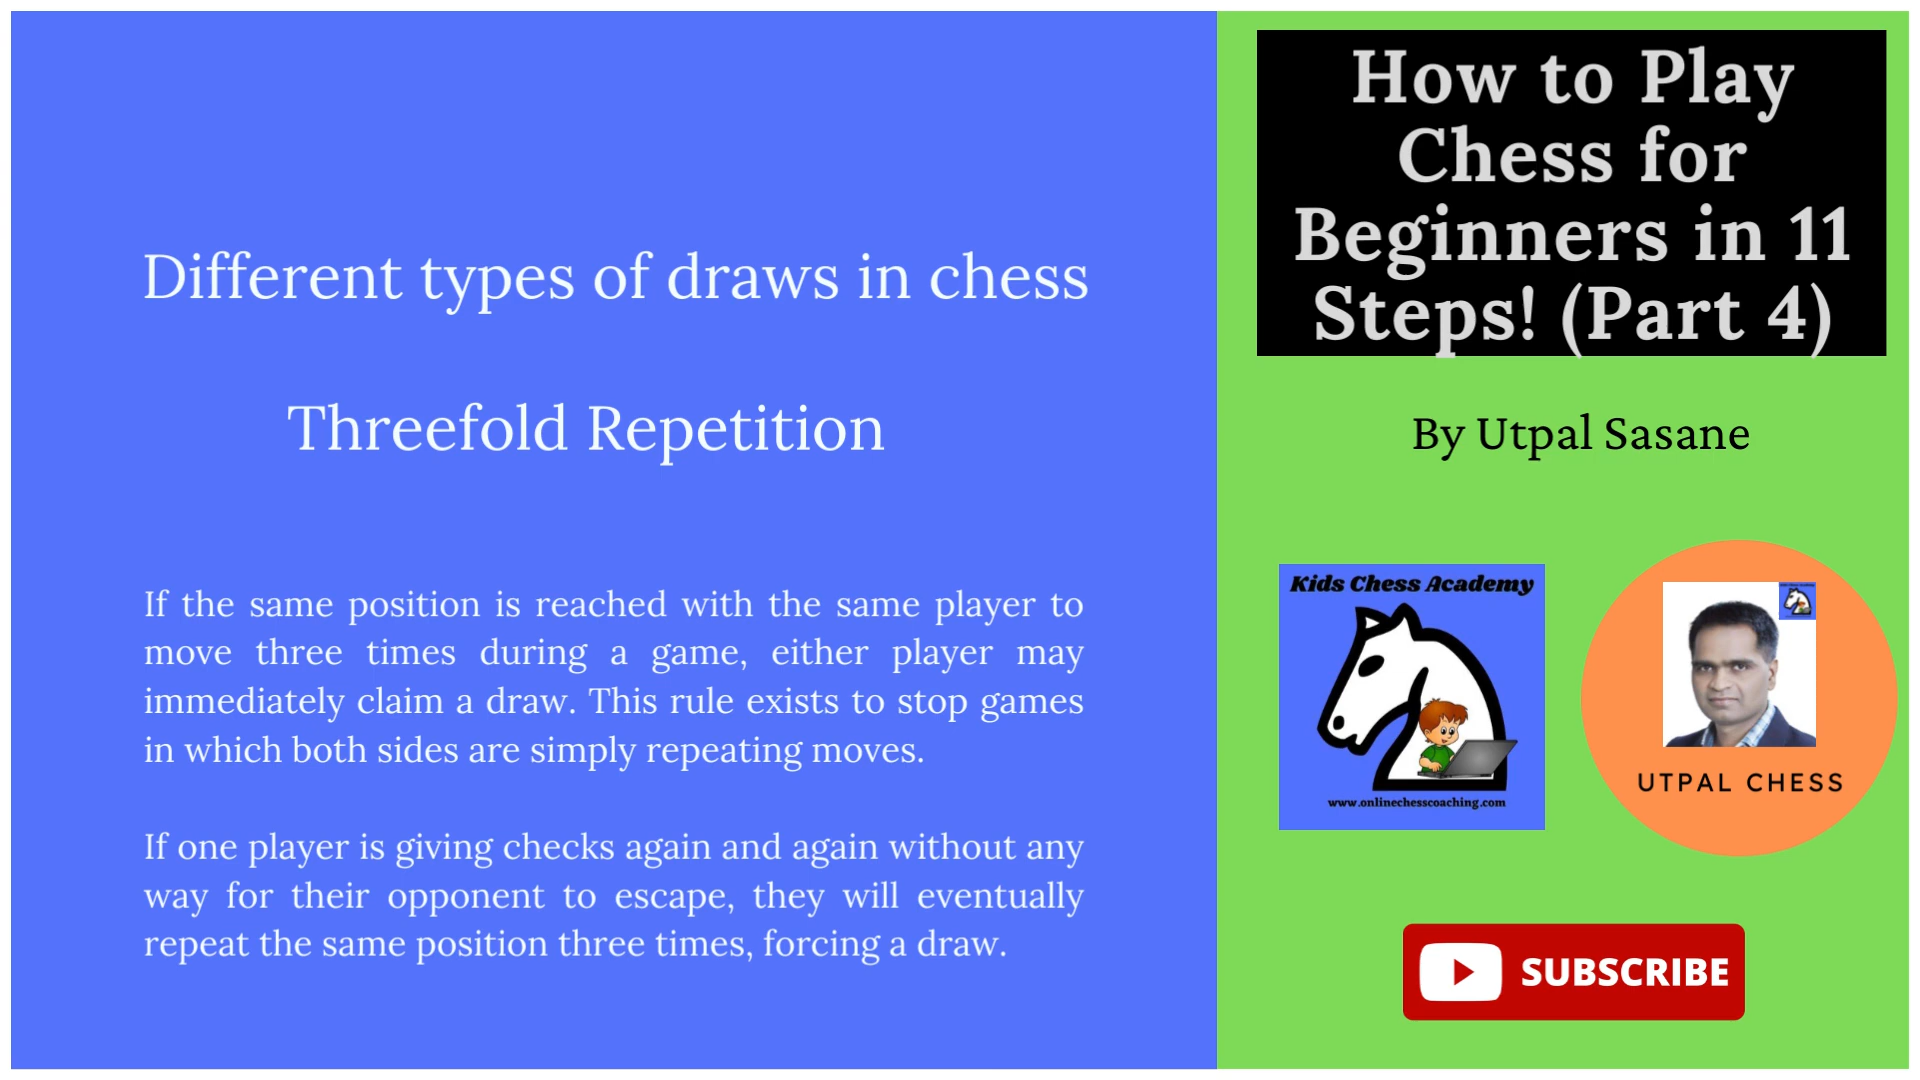 Different types of draws in chess
Threefold Repetition
If the same position is reached with the same player to
move three times during a game, either player may
immediately claim a draw. This rule exists to stop games
in which both sides are simply repeating moves.
If one player is giving checks again and again without any
way for their opponent to escape, they will eventually
repeat the same position three times, forcing a draw.
How to Play
Chess for
Beginners in 11
Steps! (Part 4)
By Utpal Sasane
Kids Chess Academy
www.onlinechesscoaching.com
UTPAL CHESS
SUBSCRIBE